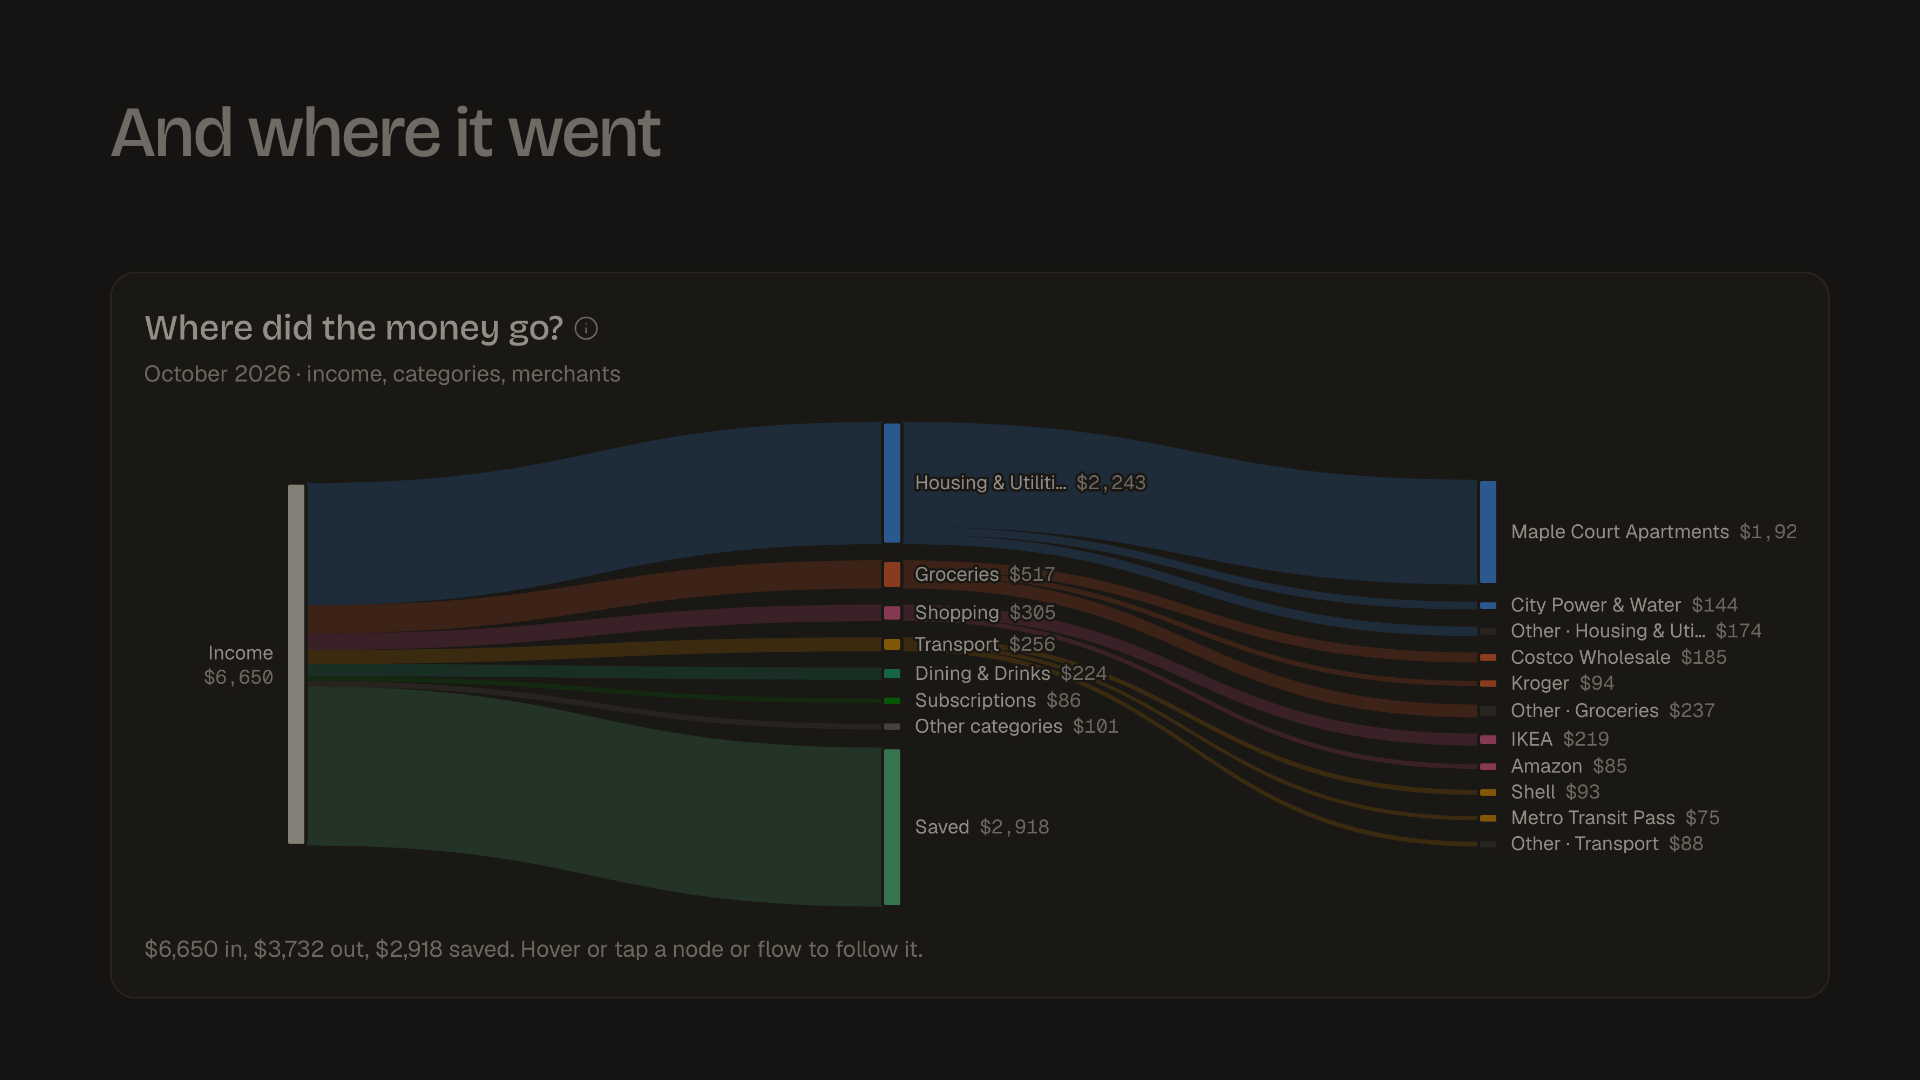 And where it went
Where did the money go?
October 2026 · income, categories, merchants
Income
$6,650
Housing & Utiliti... $2,243
Groceries $517
Shopping $305
Transport $256
Dining & Drinks $224
Subscriptions $86
Other categories $101
Saved $2,918
Maple Court Apartments $1,92
City Power & Water $144
Other · Housing & Uti... $174
Costco Wholesale $185
Kroger $94
Other · Groceries $237
IKEA $219
Amazon $85
Shell $93
Metro Transit Pass $75
Other · Transport $88
$6,650 in, $3,732 out, $2,918 saved. Hover or tap a node or flow to follow it.